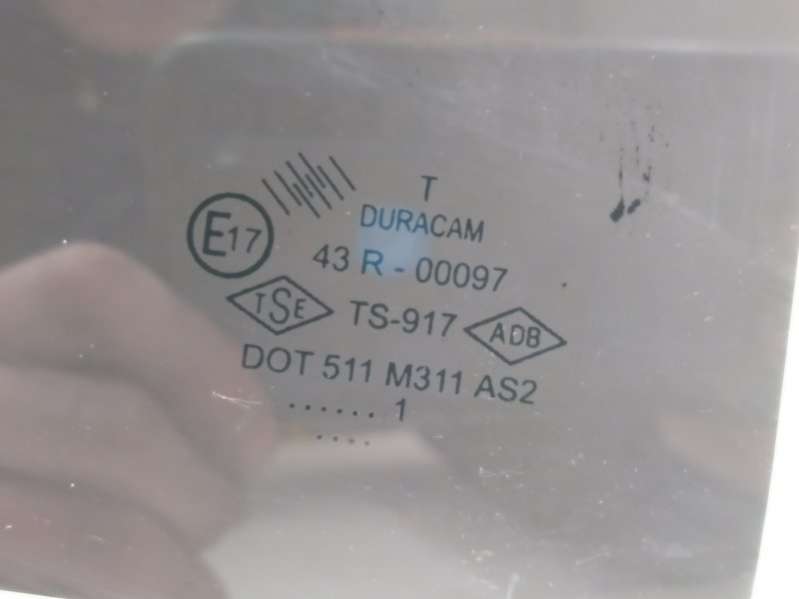 T
DURACAM
E17
43 R - 00097
TSE TS-917 ADB
DOT 511 M311 AS2
...... 1
....